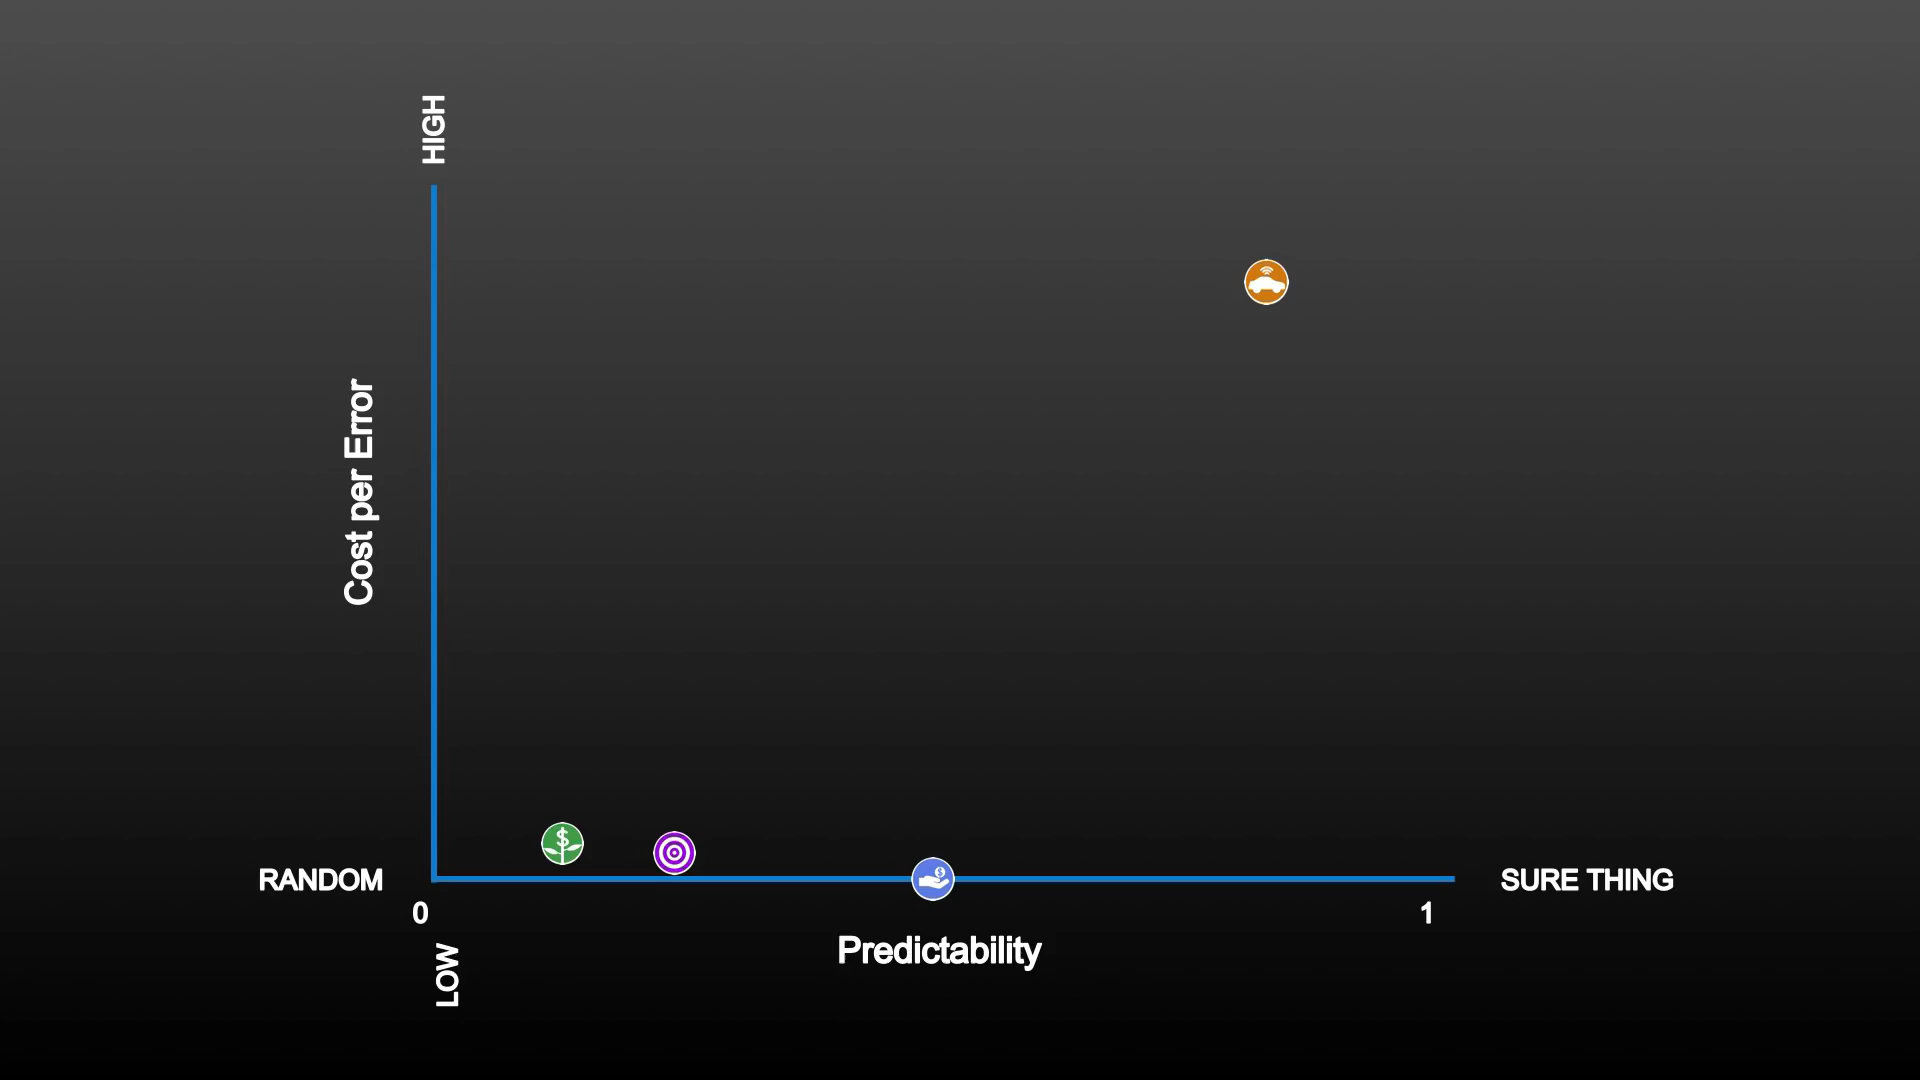 HIGH
Cost per Error
RANDOM
SURE THING
0
1
Predictability
LOW